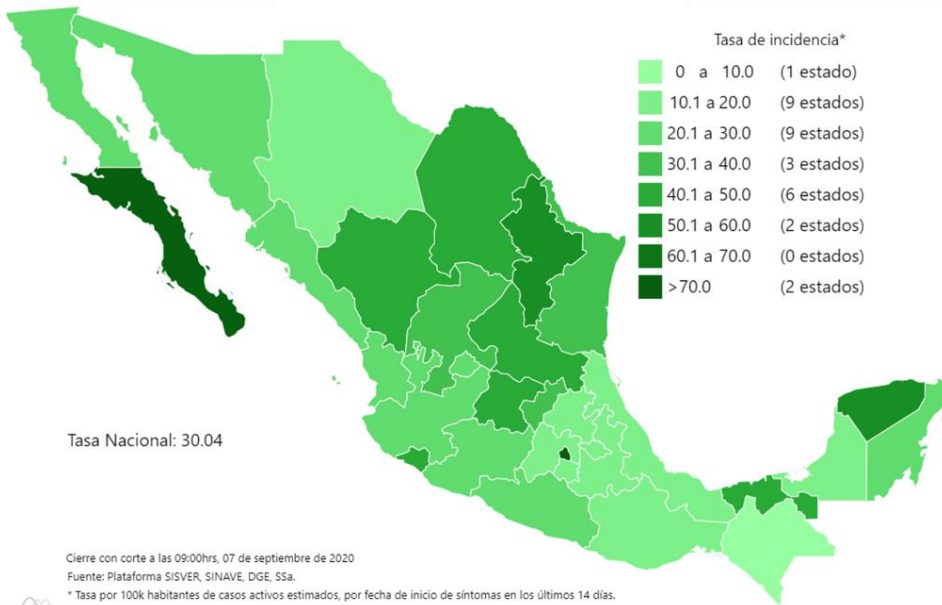 Tasa de incidencia*
0 a 10.0 (1 estado)
10.1 a 20.0 (9 estados)
20.1 a 30.0 (9 estados)
30.1 a 40.0 (3 estados)
40.1 a 50.0 (6 estados)
50.1 a 60.0 (2 estados)
60.1 a 70.0 (0 estados)
>70.0 (2 estados)
Tasa Nacional: 30.04
Cierre con corte a las 09:00hrs, 07 de septiembre de 2020
Fuente: Plataforma SISVER, SINAVE, DGE, SSa.
* Tasa por 100k habitantes de casos activos estimados, por fecha de inicio de síntomas en los últimos 14 días.